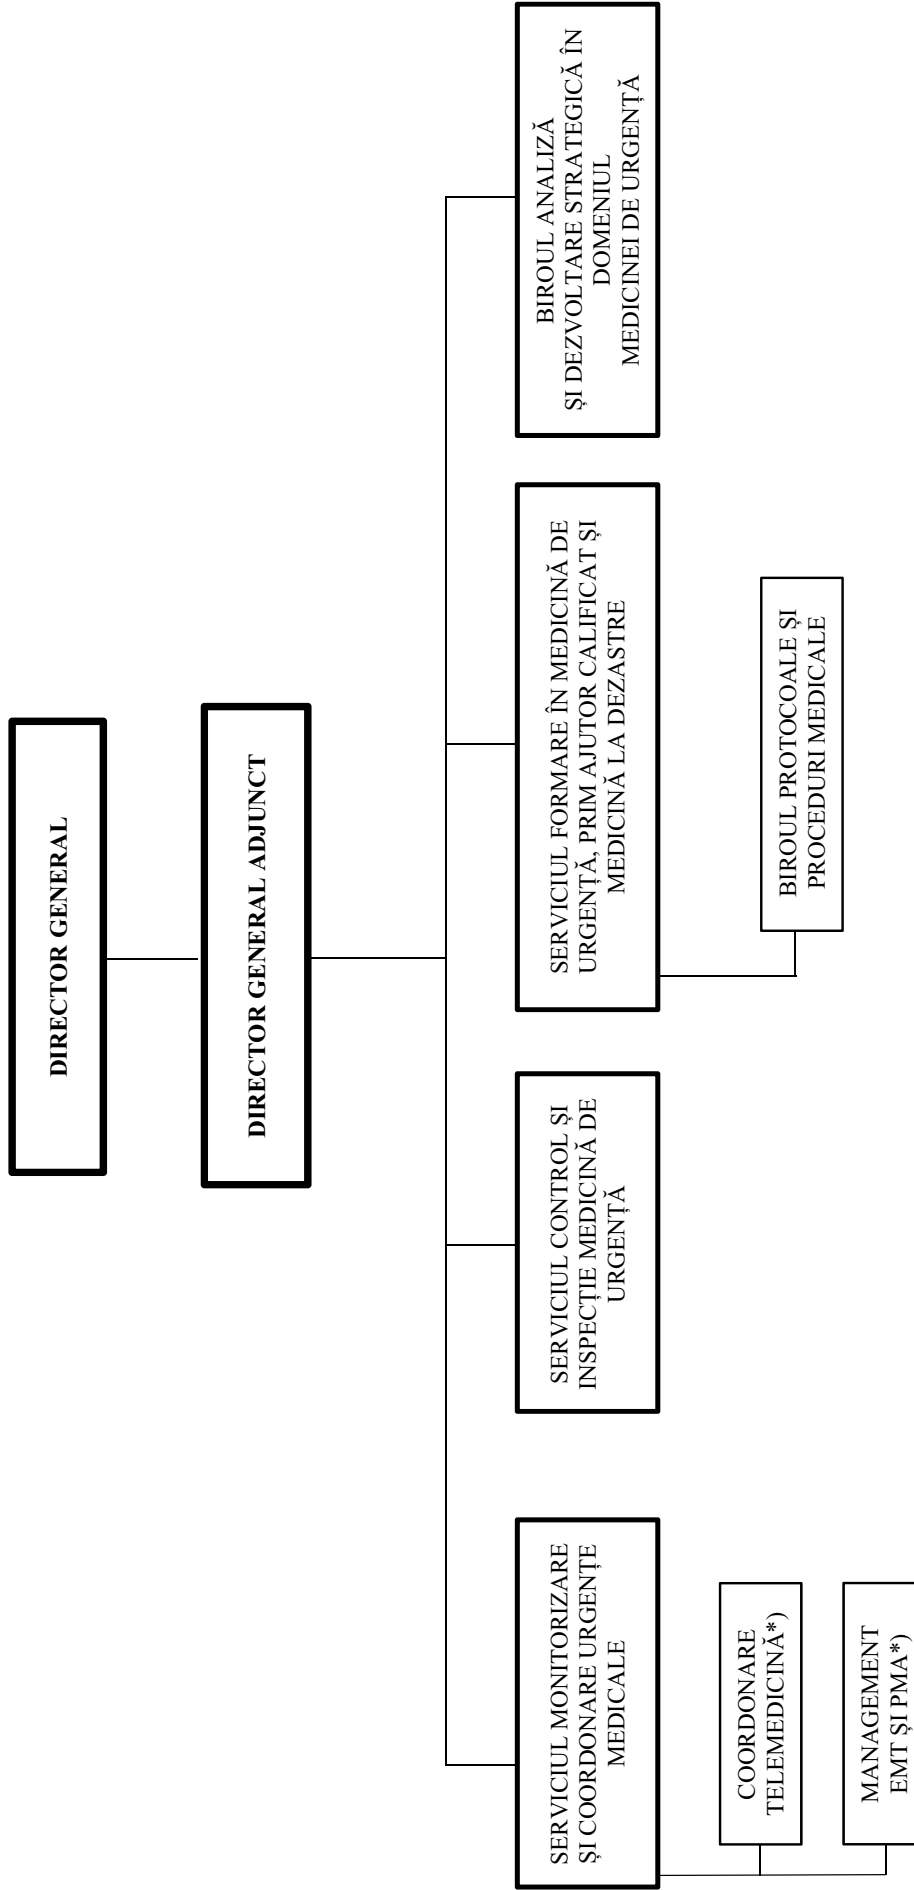 DIRECTOR GENERAL
DIRECTOR GENERAL ADJUNCT
SERVICIUL MONITORIZARE
ȘI COORDONARE URGENȚE
MEDICALE
SERVICIUL CONTROL ȘI
INSPECȚIE MEDICINĂ DE
URGENȚĂ
SERVICIUL FORMARE ÎN MEDICINĂ DE
URGENȚĂ, PRIM AJUTOR CALIFICAT ȘI
MEDICINĂ LA DEZASTRE
BIROUL ANALIZĂ
ȘI DEZVOLTARE STRATEGICĂ ÎN
DOMENIUL
MEDICINEI DE URGENȚĂ
COORDONARE
TELEMEDICINĂ*)
MANAGEMENT
EMT ȘI PMA*)
BIROUL PROTOCOALE ȘI
PROCEDURI MEDICALE